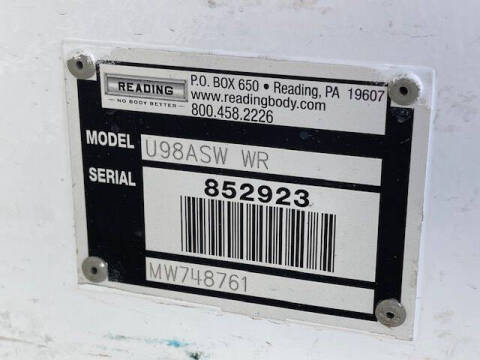 READING
NO BODY BETTER
P.O. BOX 650 • Reading, PA 19607
www.readingbody.com
800.458.2226
MODEL U98ASW WR
SERIAL
852923
MW748761